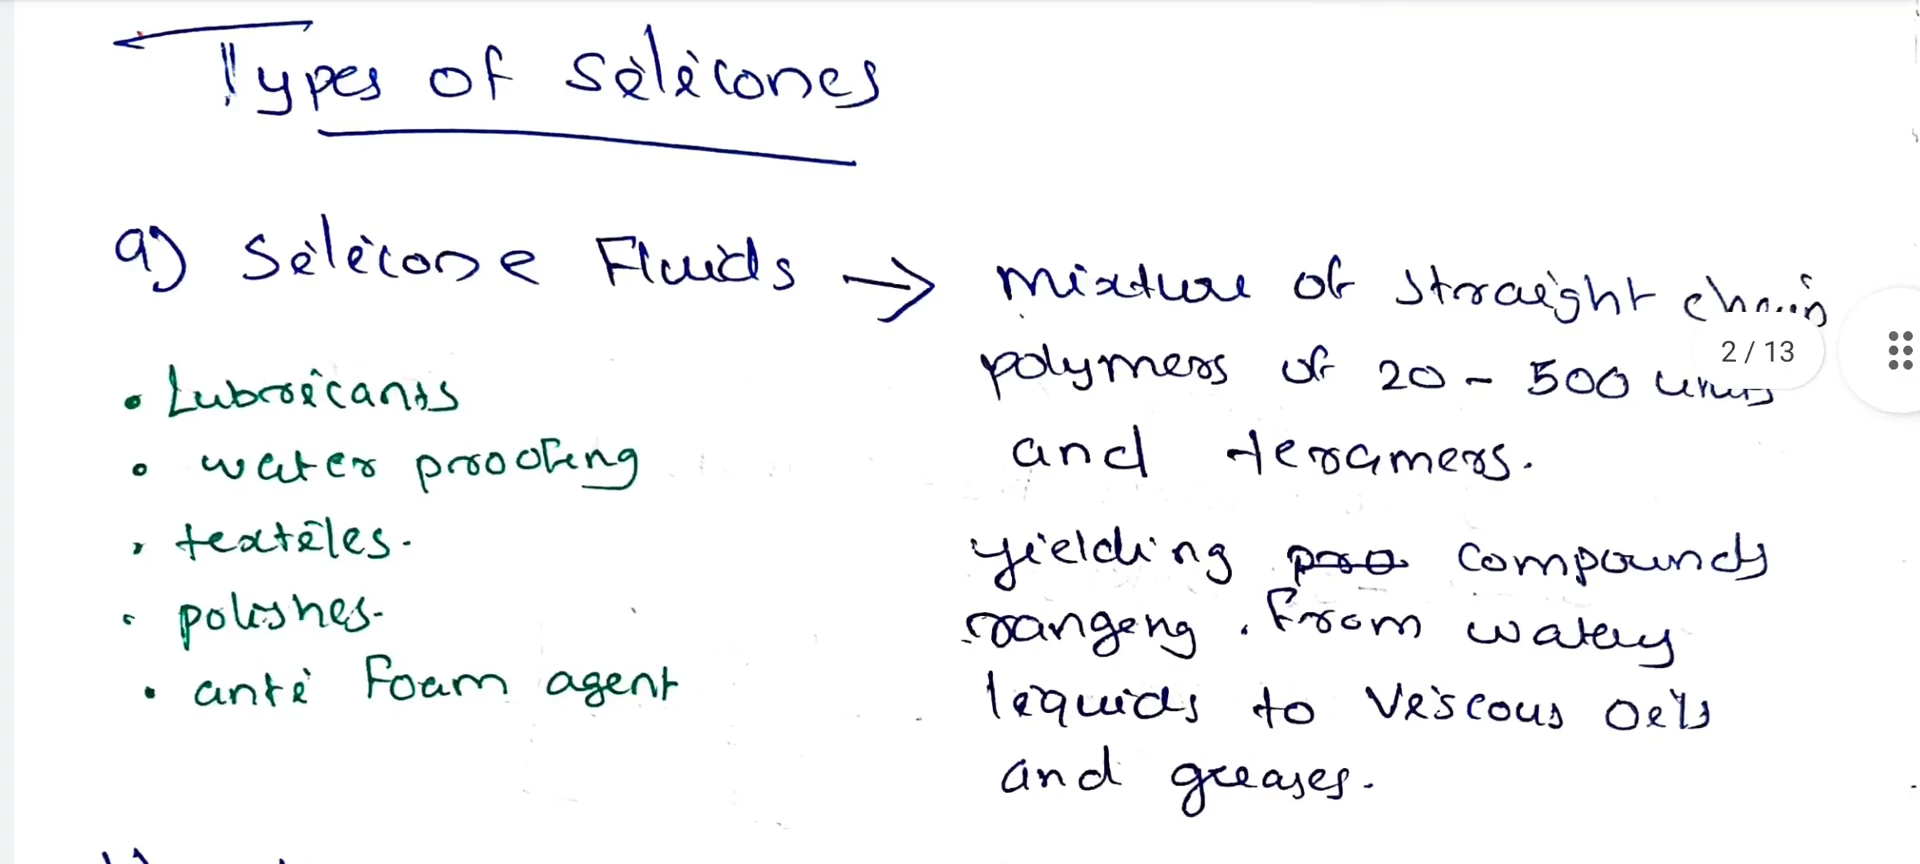 Types of Silicones
a) Silicone Fluids → mixture of straight chain
polymers of 20 - 500 units
and teramers.
yielding compounds
ranging from watery
liquids to viscous oils
and greases.
• Lubricants
• water proofing
• textiles.
• polishes.
• anti foam agent
2 / 13